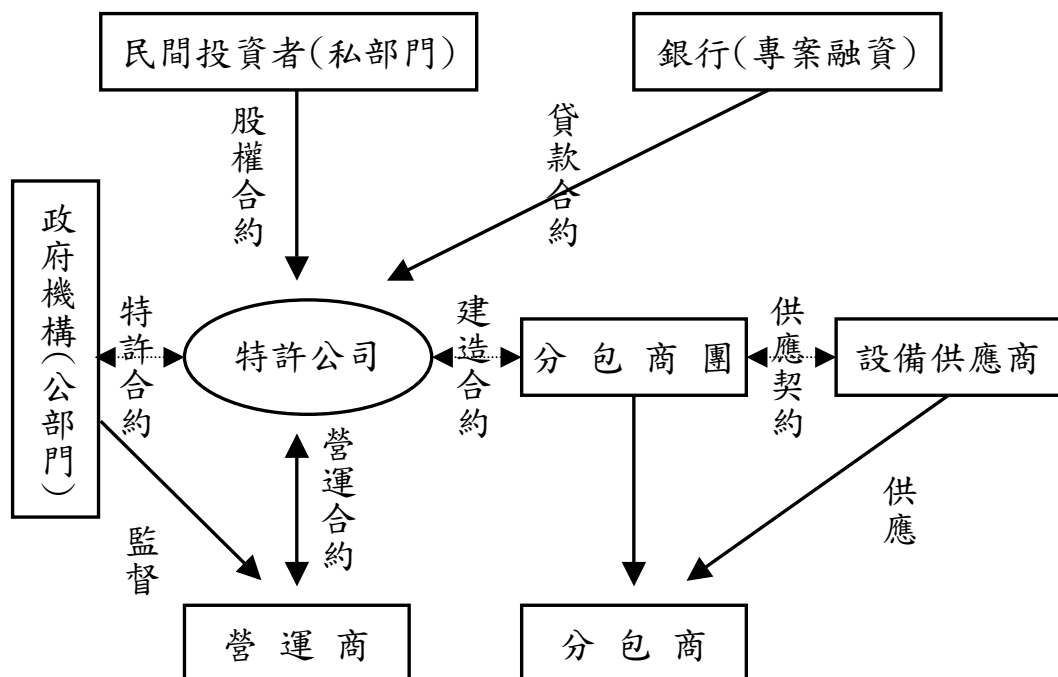 民間投資者(私部門)
銀行(專案融資)
股權合約
貸款合約
政府機構(公部門)
特許合約
特許公司
建造合約
分包商團
供應契約
設備供應商
營運合約
供應
監督
營運商
分包商